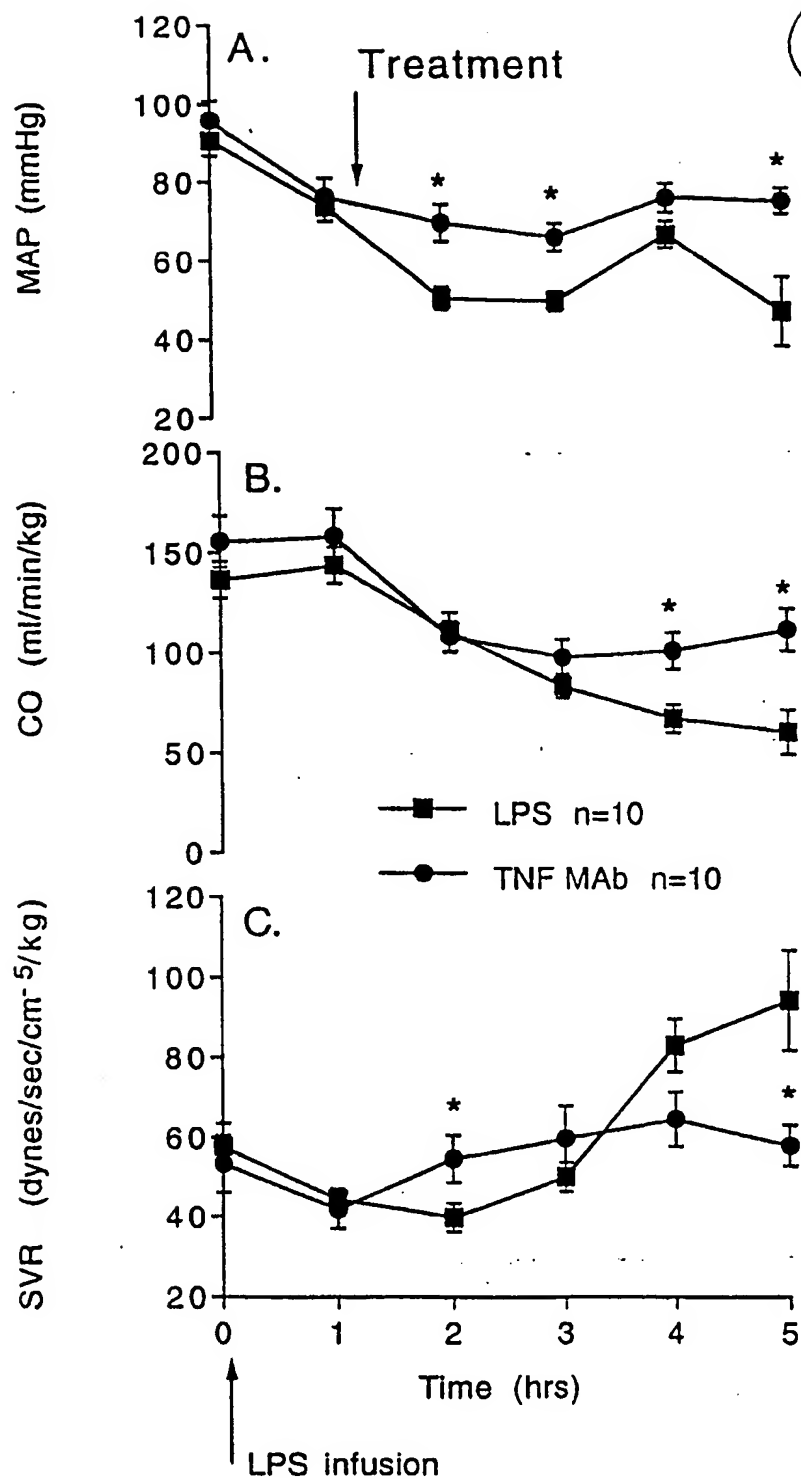 120
A.
Treatment
100
MAP (mmHg)
80
* * *
60
40
20
200
B.
150
CO (ml/min/kg)
* *
100
50
LPS n=10
0
TNF MAb n=10
120
C.
100
SVR (dynes/sec/cm-5/kg)
80
* *
60
40
20
0 1 2 3 4 5
Time (hrs)
LPS infusion